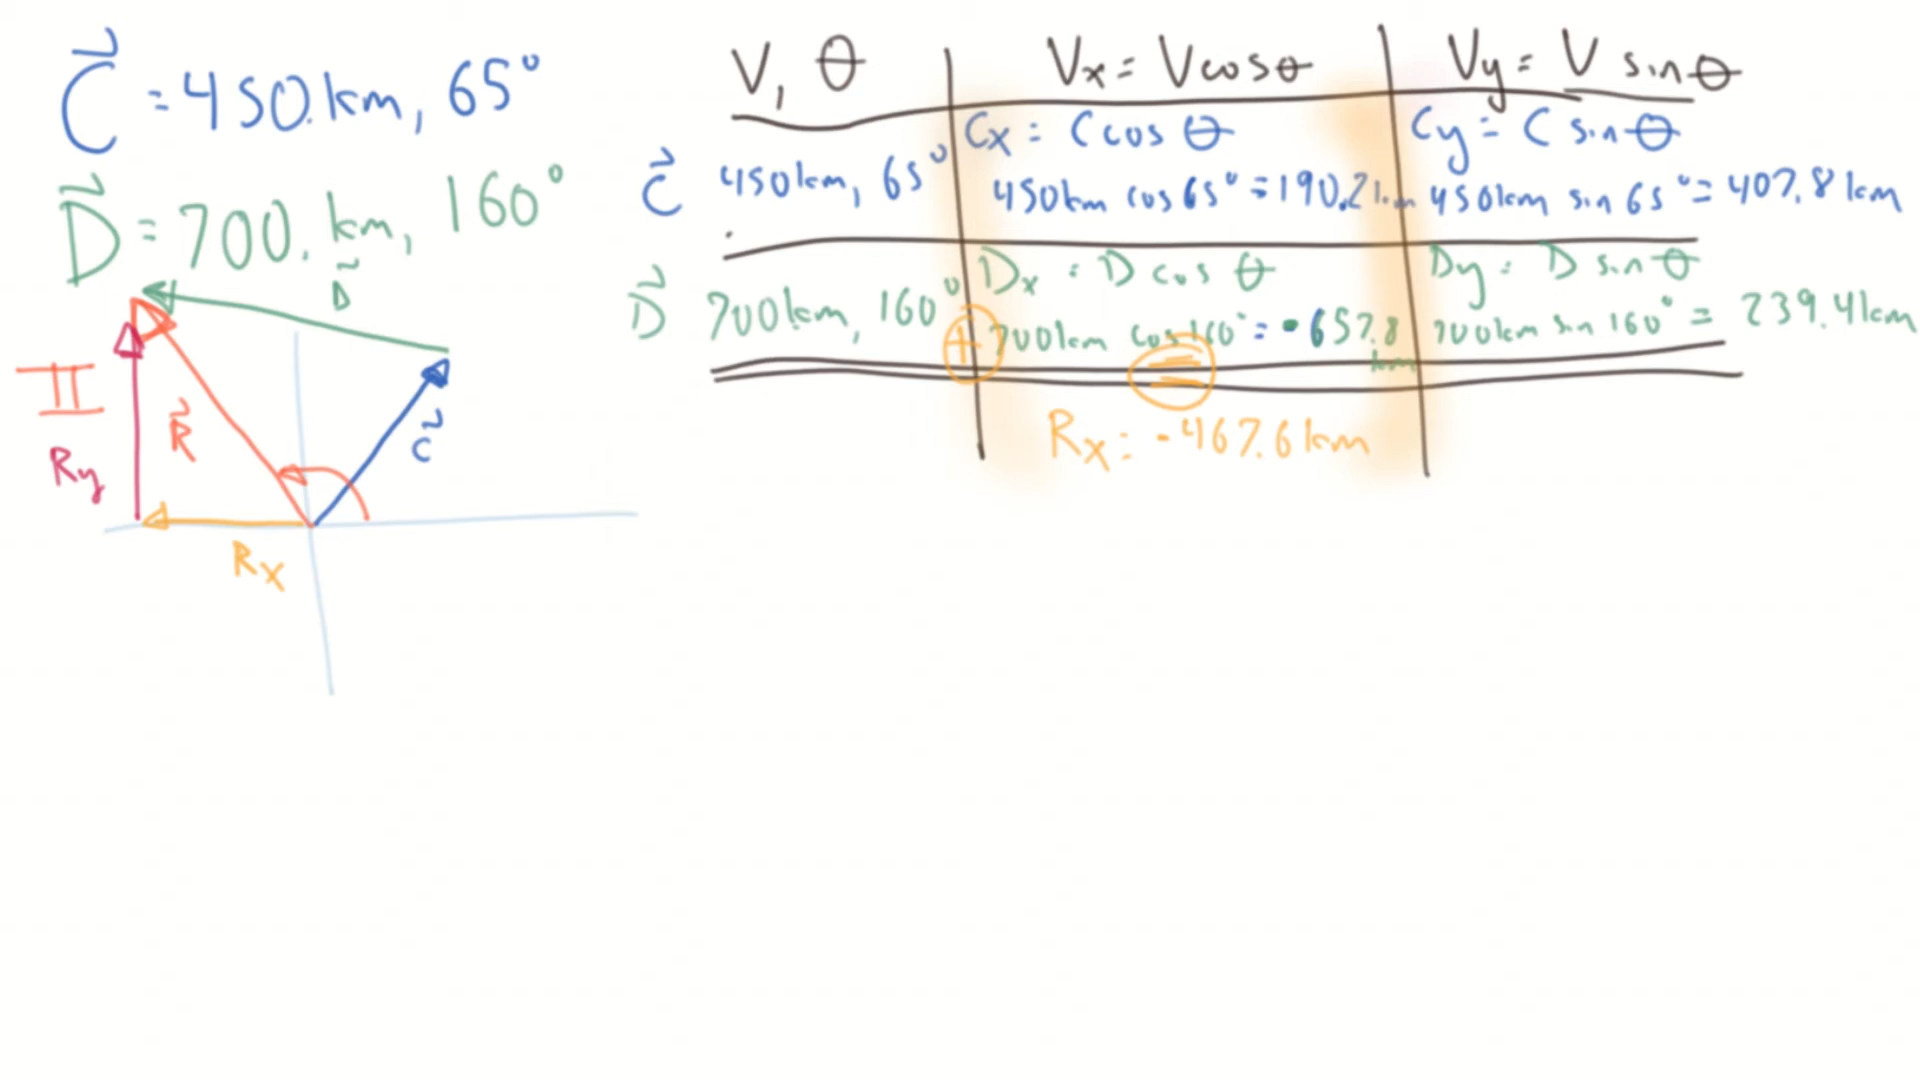 C⃗ = 450. km, 65°
D⃗ = 700. km, 160°
D⃗
II
R⃗
C⃗
Ry
Rx
V, θ Vx = V cos θ Vy = V sin θ
Cx = C cos θ Cy = C sin θ
C⃗ 450 km, 65° 450 km cos 65° = 190.2 km 450 km sin 65° = 407.8 km
Dx = D cos θ Dy = D sin θ
D⃗ 700 km, 160° 700 km cos 160° = -657.8 km 700 km sin 160° = 239.4 km
+ =
Rx = -467.6 km